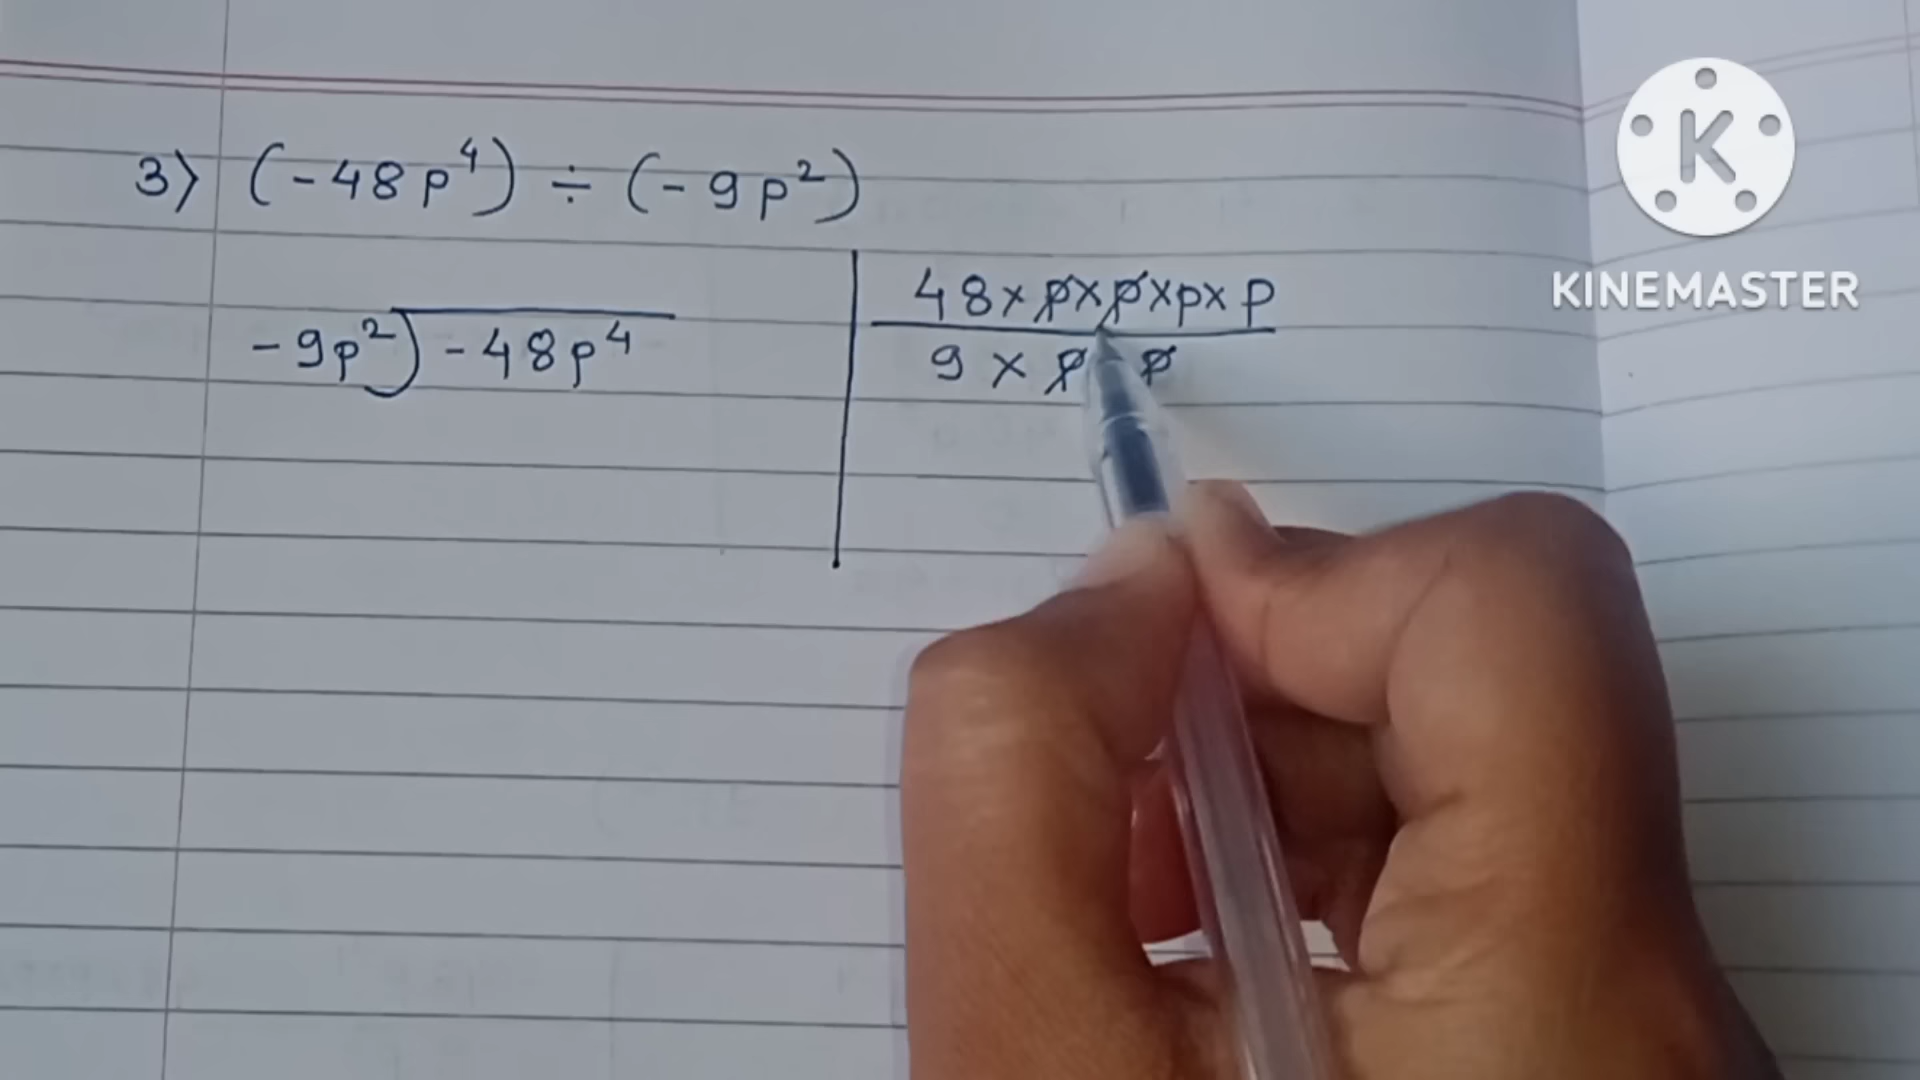 3) (-48p⁴) ÷ (-9p²)
-9p²) -48p⁴
48×p×p×p×p
9 × p p
K
KINEMASTER